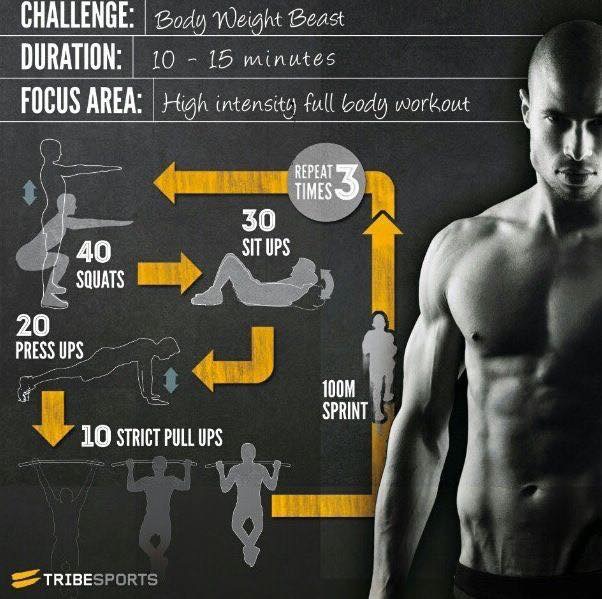 CHALLENGE: Body Weight Beast
DURATION: 10 - 15 minutes
FOCUS AREA: High intensity full body workout
REPEAT
TIMES 3
30
SIT UPS
40
SQUATS
20
PRESS UPS
100M
SPRINT
10 STRICT PULL UPS
TRIBESPORTS